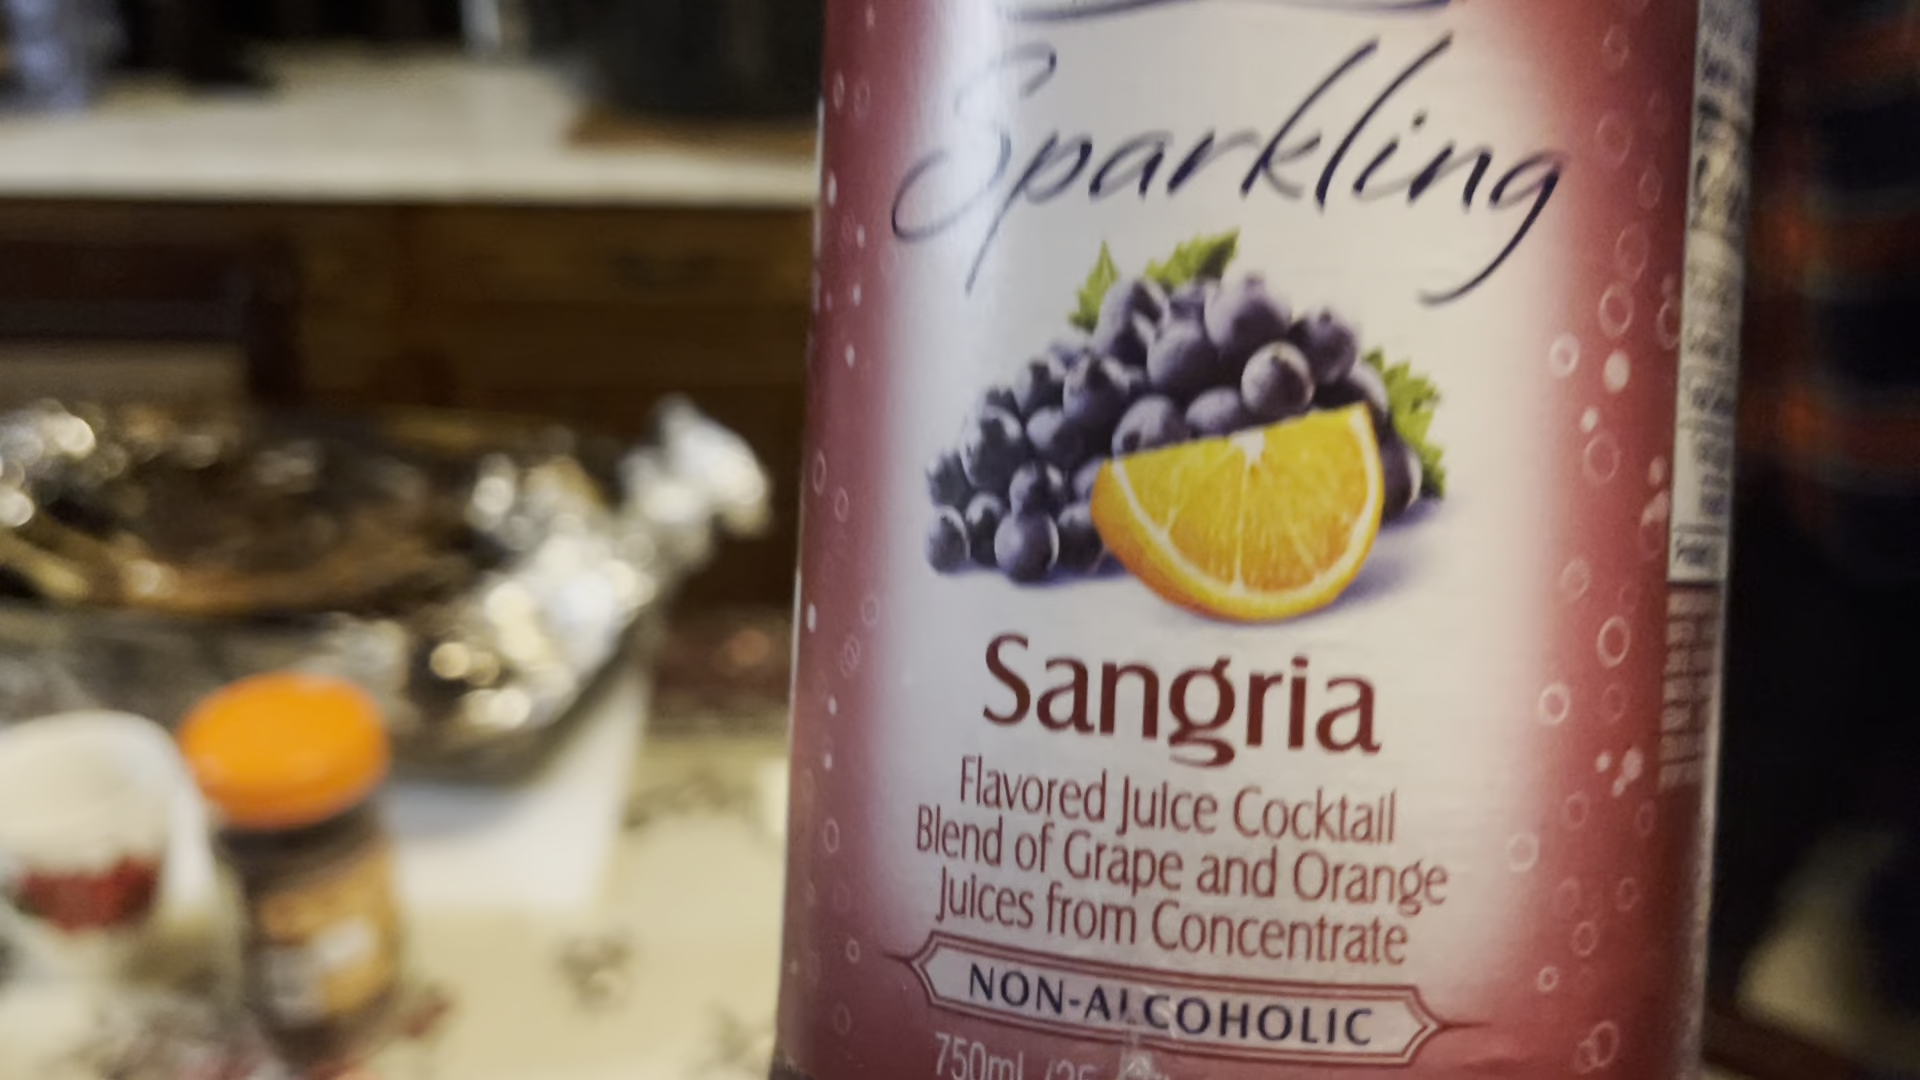 Sparkling
Sangria
Flavored Juice Cocktail
Blend of Grape and Orange
Juices from Concentrate
NON-ALCOHOLIC
750mL